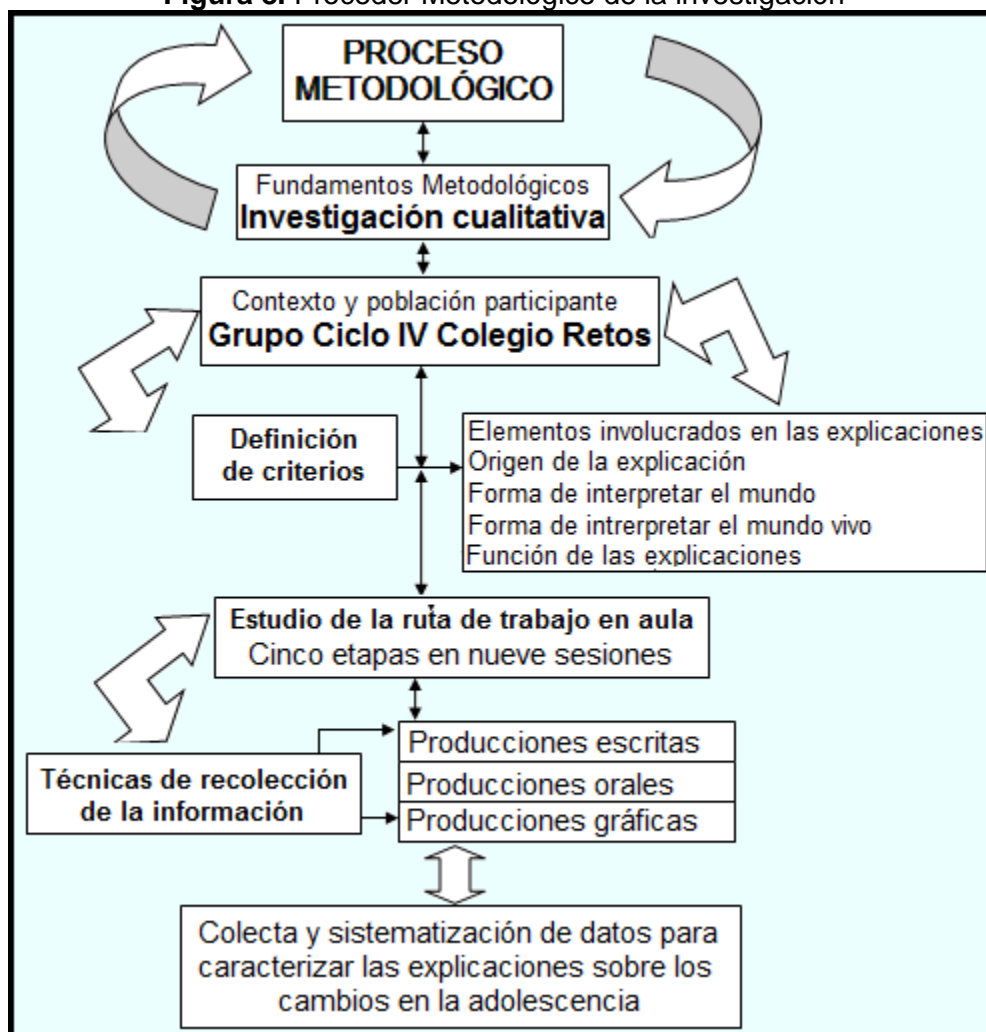 Figura 8. Proceder Metodológico de la investigación
PROCESO
METODOLÓGICO
Fundamentos Metodológicos
Investigación cualitativa
Contexto y población participante
Grupo Ciclo IV Colegio Retos
Definición
de criterios
Elementos involucrados en las explicaciones
Origen de la explicación
Forma de interpretar el mundo
Forma de intrerpretar el mundo vivo
Función de las explicaciones
Estudio de la ruta de trabajo en aula
Cinco etapas en nueve sesiones
Técnicas de recolección
de la información
Producciones escritas
Producciones orales
Producciones gráficas
Colecta y sistematización de datos para
caracterizar las explicaciones sobre los
cambios en la adolescencia